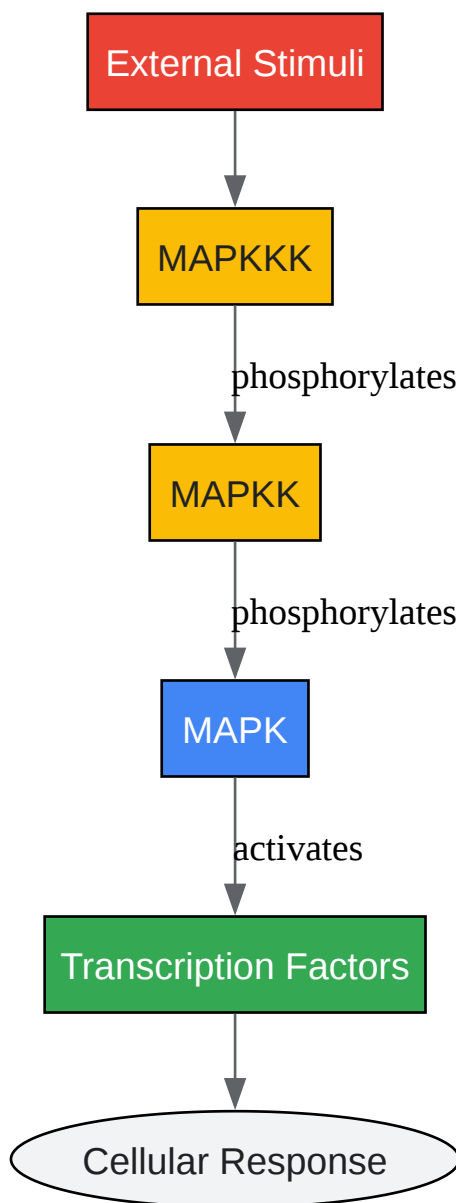 External Stimuli
MAPKKK
phosphorylates
MAPKK
phosphorylates
MAPK
activates
Transcription Factors
Cellular Response